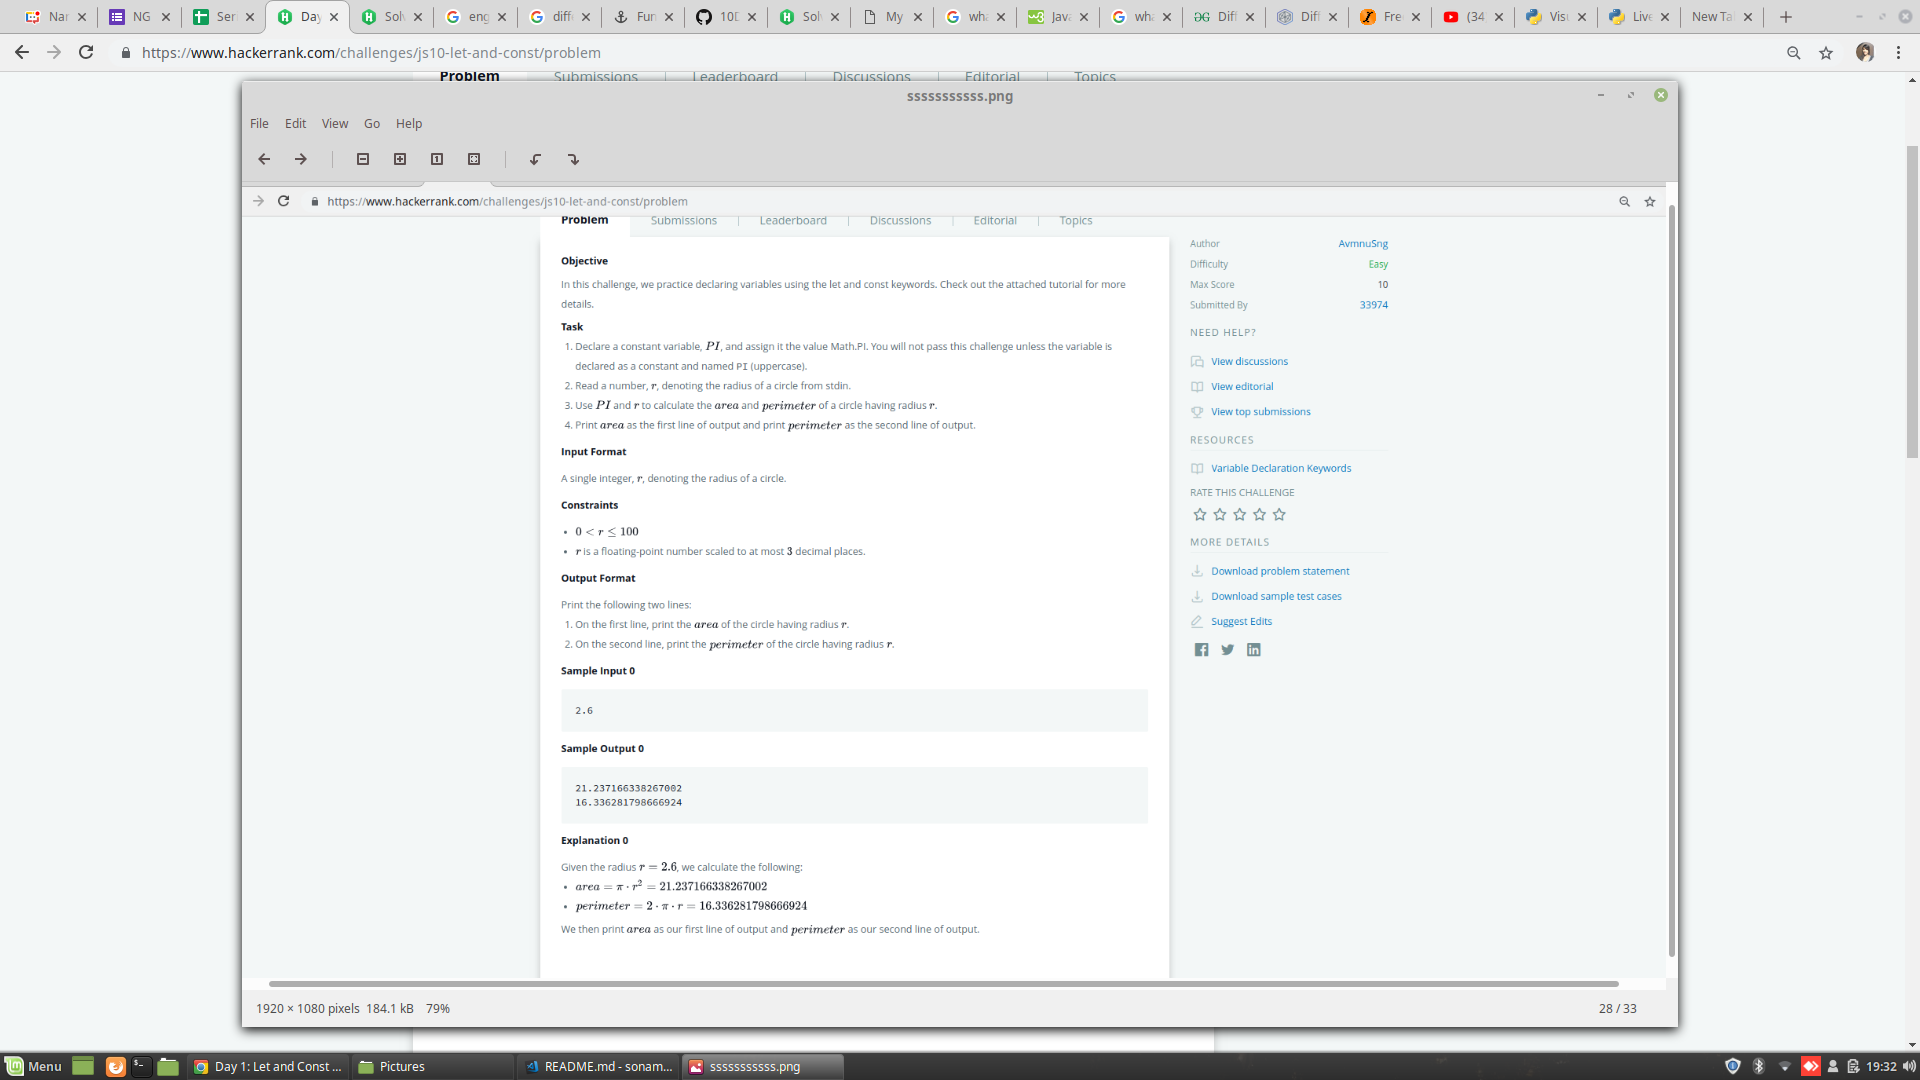 Nar
NG
Ser
Day
Solv
eng
diff
Fur
10D
Solv
My
wha
Java
wha
Diff
Diff
Fre
(34
Visu
Live
New Ta
https://www.hackerrank.com/challenges/js10-let-and-const/problem
Problem
Submissions
Leaderboard
Discussions
Editorial
Topics
sssssssssss.png
File Edit View Go Help
https://www.hackerrank.com/challenges/js10-let-and-const/problem
Problem
Submissions
Leaderboard
Discussions
Editorial
Topics
Objective
In this challenge, we practice declaring variables using the let and const keywords. Check out the attached tutorial for more
details.
Task
1. Declare a constant variable, PI, and assign it the value Math.PI. You will not pass this challenge unless the variable is
declared as a constant and named PI (uppercase).
2. Read a number, r, denoting the radius of a circle from stdin.
3. Use PI and r to calculate the area and perimeter of a circle having radius r.
4. Print area as the first line of output and print perimeter as the second line of output.
Input Format
A single integer, r, denoting the radius of a circle.
Constraints
• 0 < r ≤ 100
• r is a floating-point number scaled to at most 3 decimal places.
Output Format
Print the following two lines:
1. On the first line, print the area of the circle having radius r.
2. On the second line, print the perimeter of the circle having radius r.
Sample Input 0
2.6
Sample Output 0
21.237166338267002
16.336281798666924
Explanation 0
Given the radius r = 2.6, we calculate the following:
• area = π · r² = 21.237166338267002
• perimeter = 2 · π · r = 16.336281798666924
We then print area as our first line of output and perimeter as our second line of output.
Author AvmnuSng
Difficulty Easy
Max Score 10
Submitted By 33974
NEED HELP?
View discussions
View editorial
View top submissions
RESOURCES
Variable Declaration Keywords
RATE THIS CHALLENGE
MORE DETAILS
Download problem statement
Download sample test cases
Suggest Edits
1920 × 1080 pixels 184.1 kB 79%
28 / 33
Menu
Day 1: Let and Const ...
Pictures
README.md - sonam...
sssssssssss.png
19:32